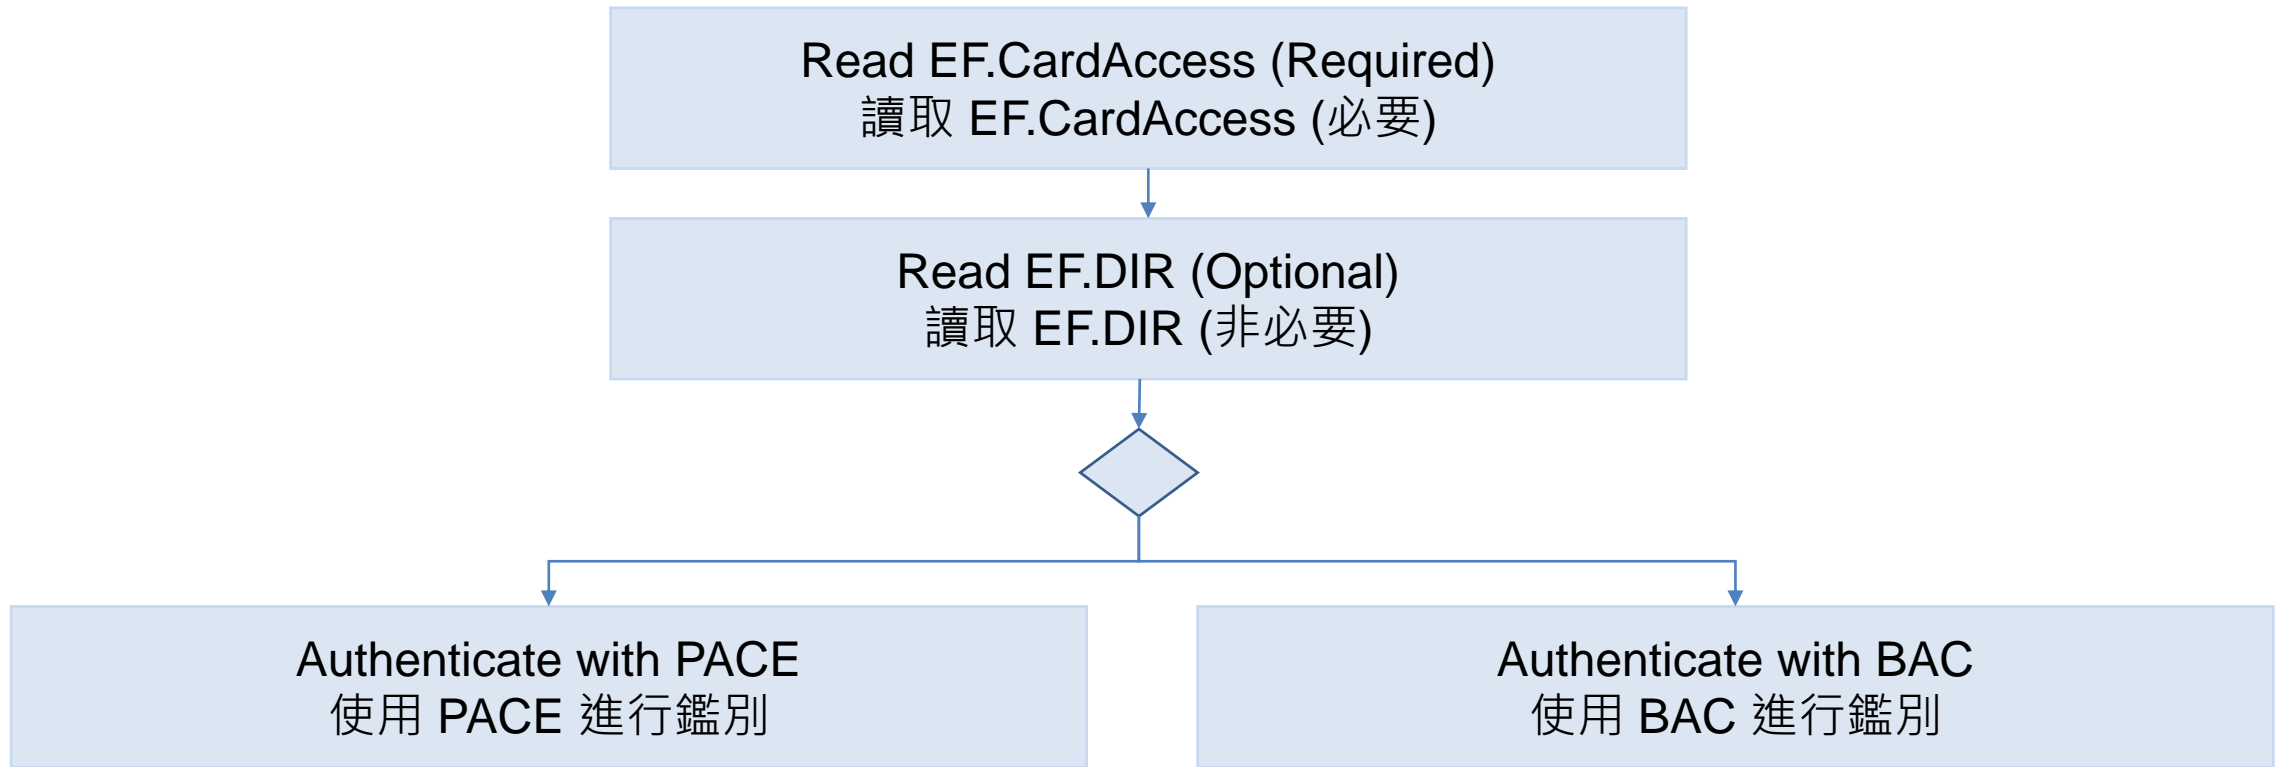 Read EF.CardAccess (Required)
讀取 EF.CardAccess (必要)
Read EF.DIR (Optional)
讀取 EF.DIR (非必要)
Authenticate with PACE
使用 PACE 進行鑑別
Authenticate with BAC
使用 BAC 進行鑑別